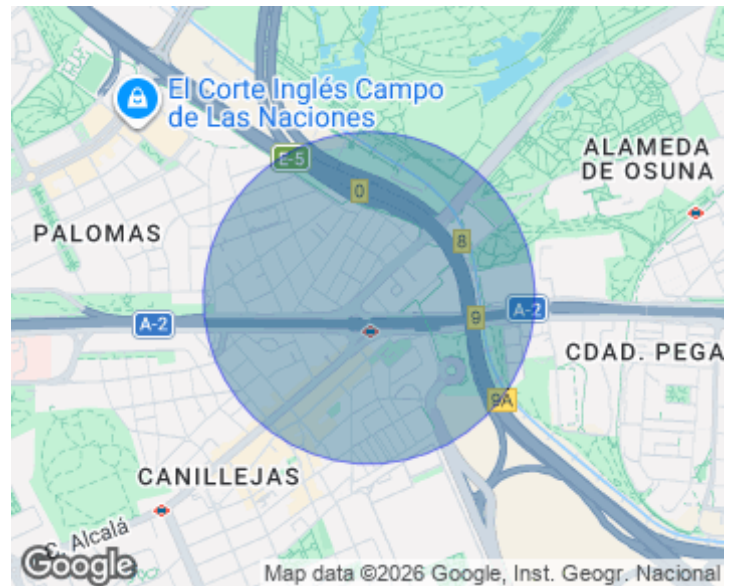 El Corte Inglés Campo
de Las Naciones
E-5
0
ALAMEDA
DE OSUNA
PALOMAS
8
A-2
9
A-2
CDAD. PEGA
9A
CANILLEJAS
C. Alcalá
Google
Map data ©2026 Google, Inst. Geogr. Nacional